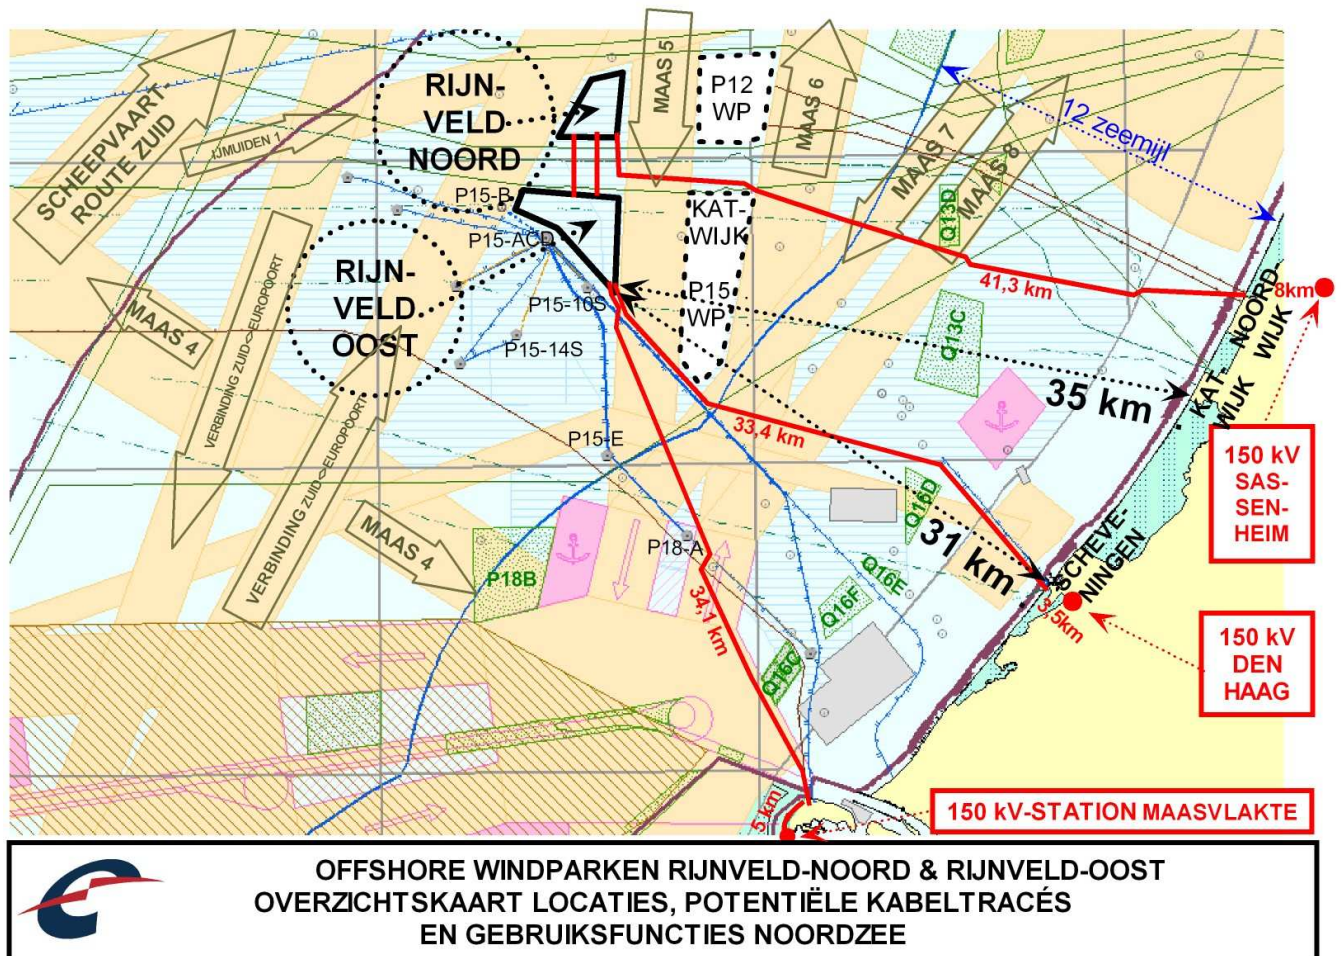 SCHEEPVAART-
ROUTE ZUID
IJMUIDEN 1
RIJN-
VELD
NOORD
MAAS 5
P12
WP
MAAS 6
MAAS 7
MAAS 8
12 zeemijl
P15-B
P15-ACD
KAT-
WIJK
P15
WP
Q13D
41,3 km
NOORD-
WIJK
8km
MAAS 4
VERBINDING ZUID<>EUROPOORT
RIJN-
VELD
OOST
P15-10S
P15-14S
Q13C
35 km
KAT-
WIJK
VERBINDING ZUID<>EUROPOORT
P15-E
33,4 km
150 kV
SAS-
SEN-
HEIM
MAAS 4
P18B
P18-A
Q16D
31 km
Q16E
Q16F
SCHEVE-
NINGEN
3,5km
34,1 km
Q16C
150 kV
DEN
HAAG
5 km
150 kV-STATION MAASVLAKTE
OFFSHORE WINDPARKEN RIJNVELD-NOORD & RIJNVELD-OOST
OVERZICHTSKAART LOCATIES, POTENTIËLE KABELTRACÉS
EN GEBRUIKSFUNCTIES NOORDZEE